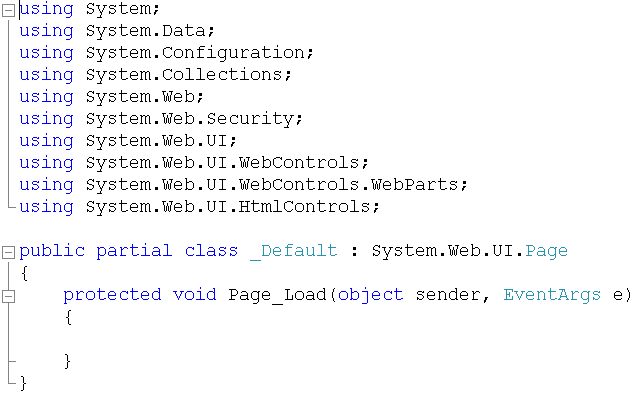 using System;
using System.Data;
using System.Configuration;
using System.Collections;
using System.Web;
using System.Web.Security;
using System.Web.UI;
using System.Web.UI.WebControls;
using System.Web.UI.WebControls.WebParts;
using System.Web.UI.HtmlControls;
public partial class _Default : System.Web.UI.Page
{
    protected void Page_Load(object sender, EventArgs e)
    {
    }
}